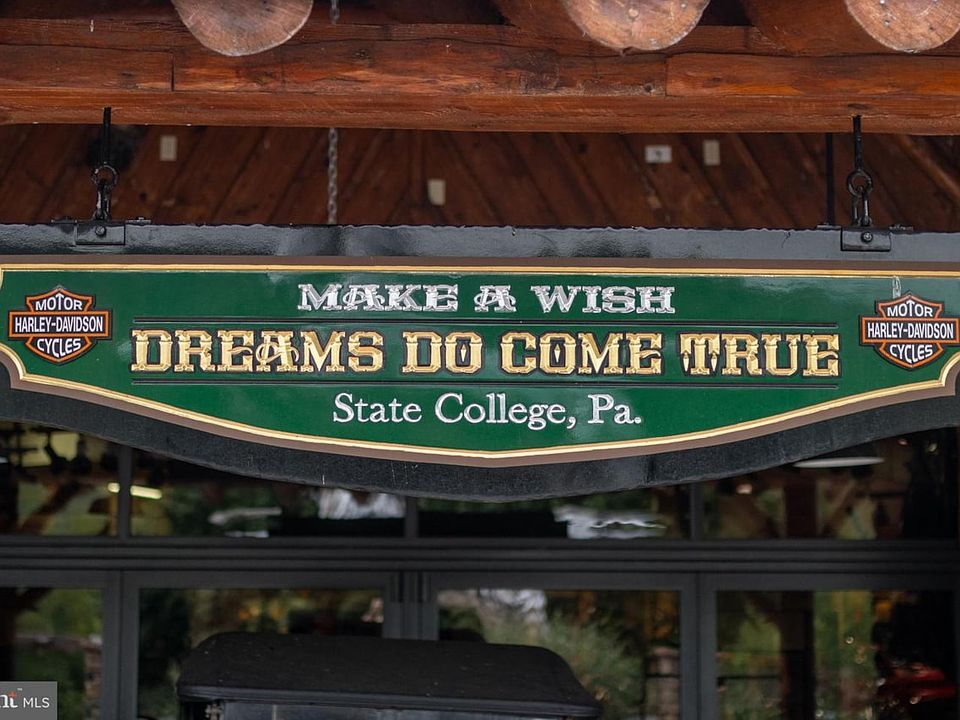 MAKE A WISH
MOTOR
HARLEY-DAVIDSON
CYCLES
DREAMS DO COME TRUE
MOTOR
HARLEY-DAVIDSON
CYCLES
State College, Pa.
MLS